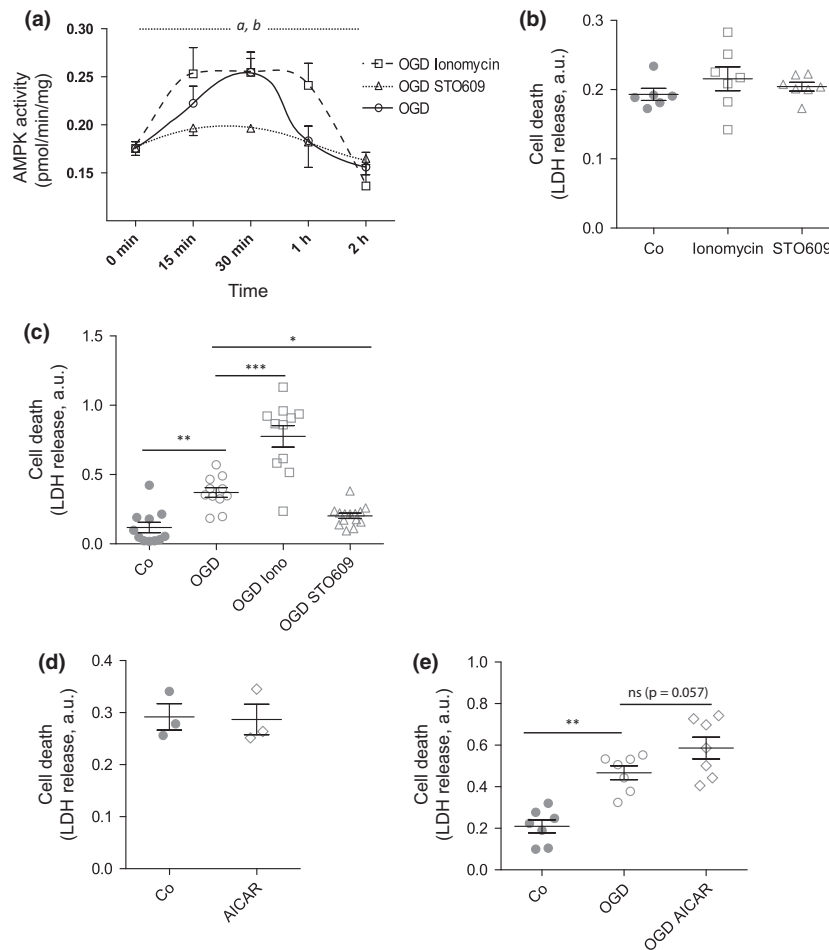 (a)
0.30
0.25
0.20
0.15
AMPK activity
(pmol/min/mg)
a, b
OGD Ionomycin
OGD STO609
OGD
0 min
15 min
30 min
1 h
2 h
Time
(b)
0.3
0.2
0.1
0.0
Cell death
(LDH release, a.u.)
Co
Ionomycin
STO609
(c)
1.5
1.0
0.5
0.0
Cell death
(LDH release, a.u.)
*
***
**
Co
OGD
OGD Iono
OGD STO609
(d)
0.4
0.3
0.2
0.1
0.0
Cell death
(LDH release, a.u.)
Co
AICAR
(e)
1.0
0.8
0.6
0.4
0.2
0.0
Cell death
(LDH release, a.u.)
ns (p = 0.057)
**
Co
OGD
OGD AICAR